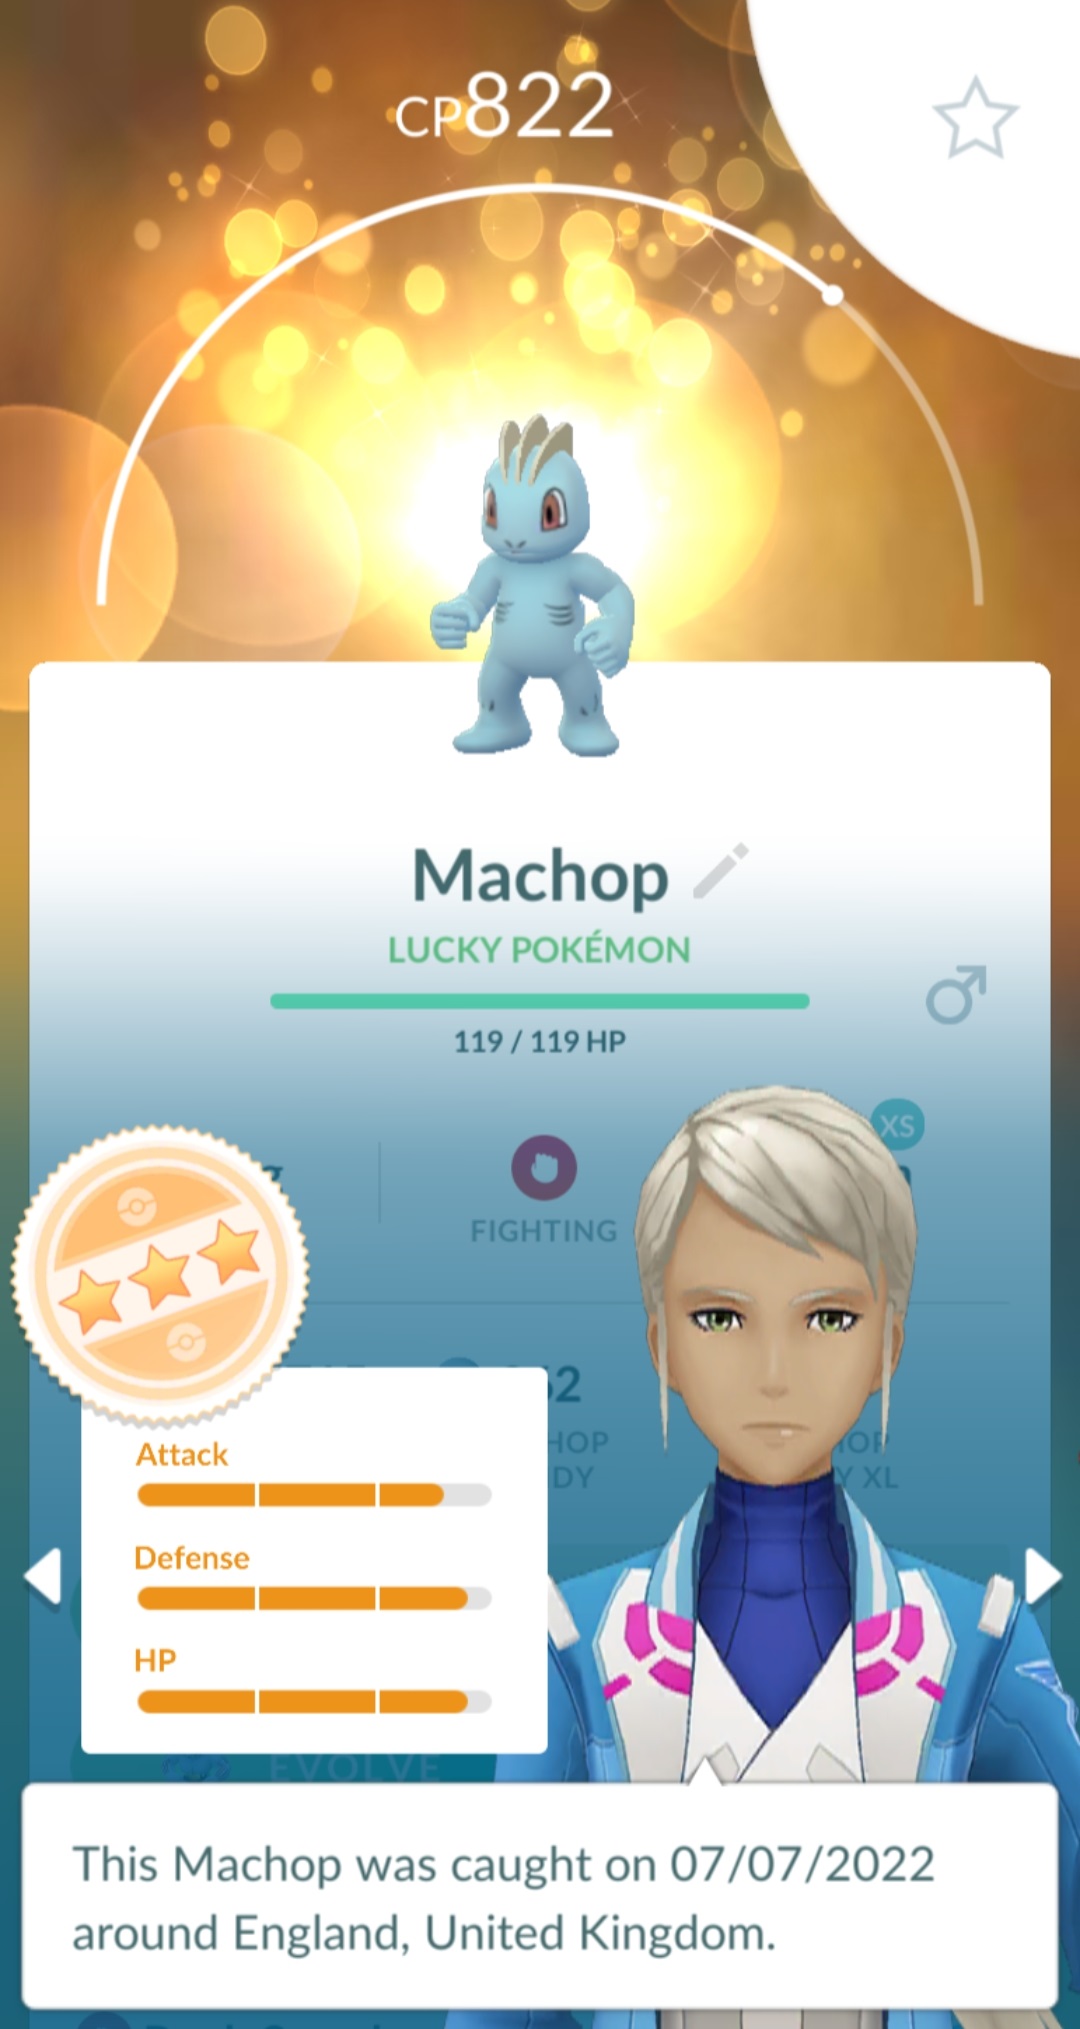 CP822
Machop
LUCKY POKÉMON
119 / 119 HP
XS
FIGHTING
Attack
Defense
HP
EVOLVE
This Machop was caught on 07/07/2022
around England, United Kingdom.